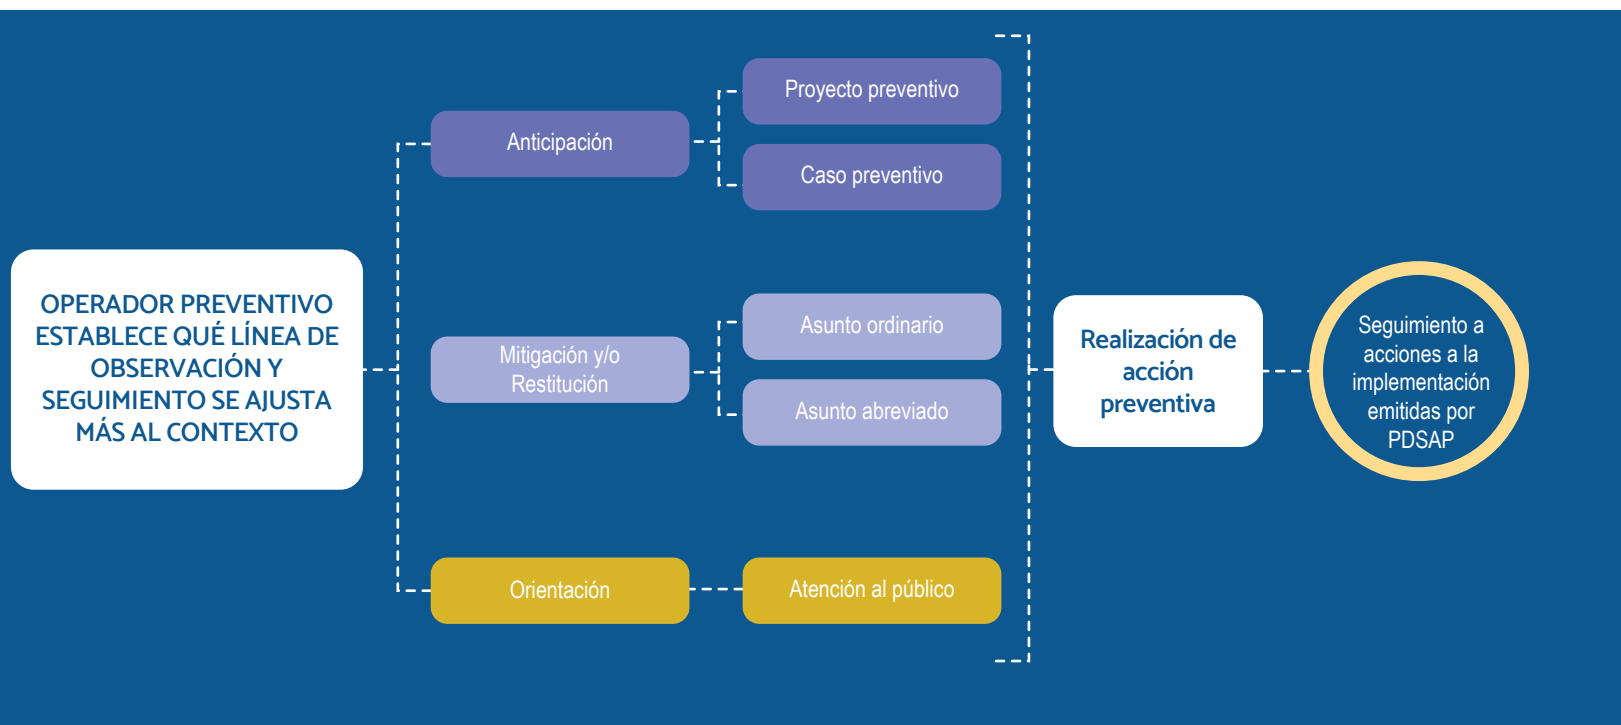 OPERADOR PREVENTIVO
ESTABLECE QUÉ LÍNEA DE
OBSERVACIÓN Y
SEGUIMIENTO SE AJUSTA
MÁS AL CONTEXTO
Anticipación
Proyecto preventivo
Caso preventivo
Mitigación y/o
Restitución
Asunto ordinario
Asunto abreviado
Orientación
Atención al público
Realización de
acción
preventiva
Seguimiento a
acciones a la
implementación
emitidas por
PDSAP